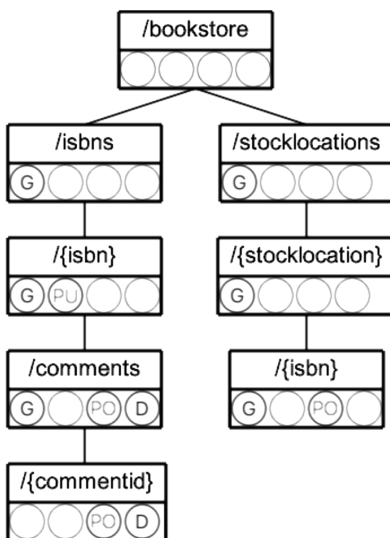 /bookstore
/isbns
G
/stocklocations
G
/{isbn}
G PU
/{stocklocation}
G
/comments
G PO D
/{isbn}
G PO
/{commentid}
PO D